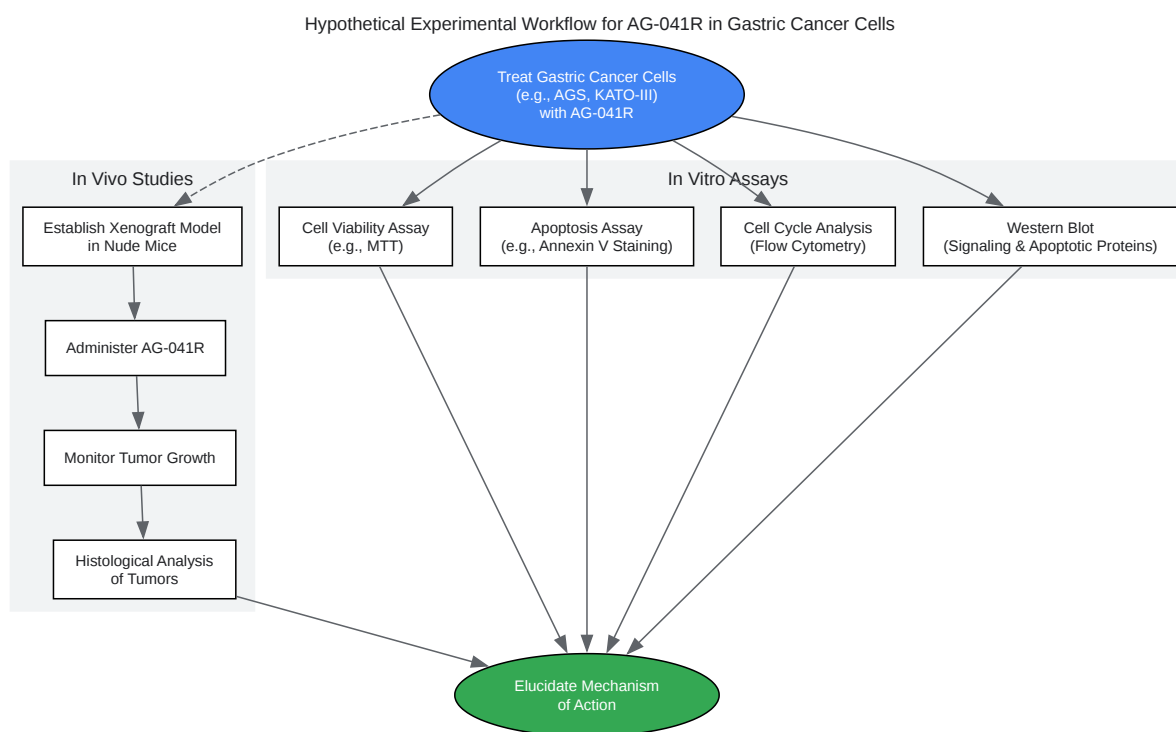 Hypothetical Experimental Workflow for AG-041R in Gastric Cancer Cells
Treat Gastric Cancer Cells
(e.g., AGS, KATO-III)
with AG-041R
In Vivo Studies
In Vitro Assays
Establish Xenograft Model
in Nude Mice
Cell Viability Assay
(e.g., MTT)
Apoptosis Assay
(e.g., Annexin V Staining)
Cell Cycle Analysis
(Flow Cytometry)
Western Blot
(Signaling & Apoptotic Proteins)
Administer AG-041R
Monitor Tumor Growth
Histological Analysis
of Tumors
Elucidate Mechanism
of Action